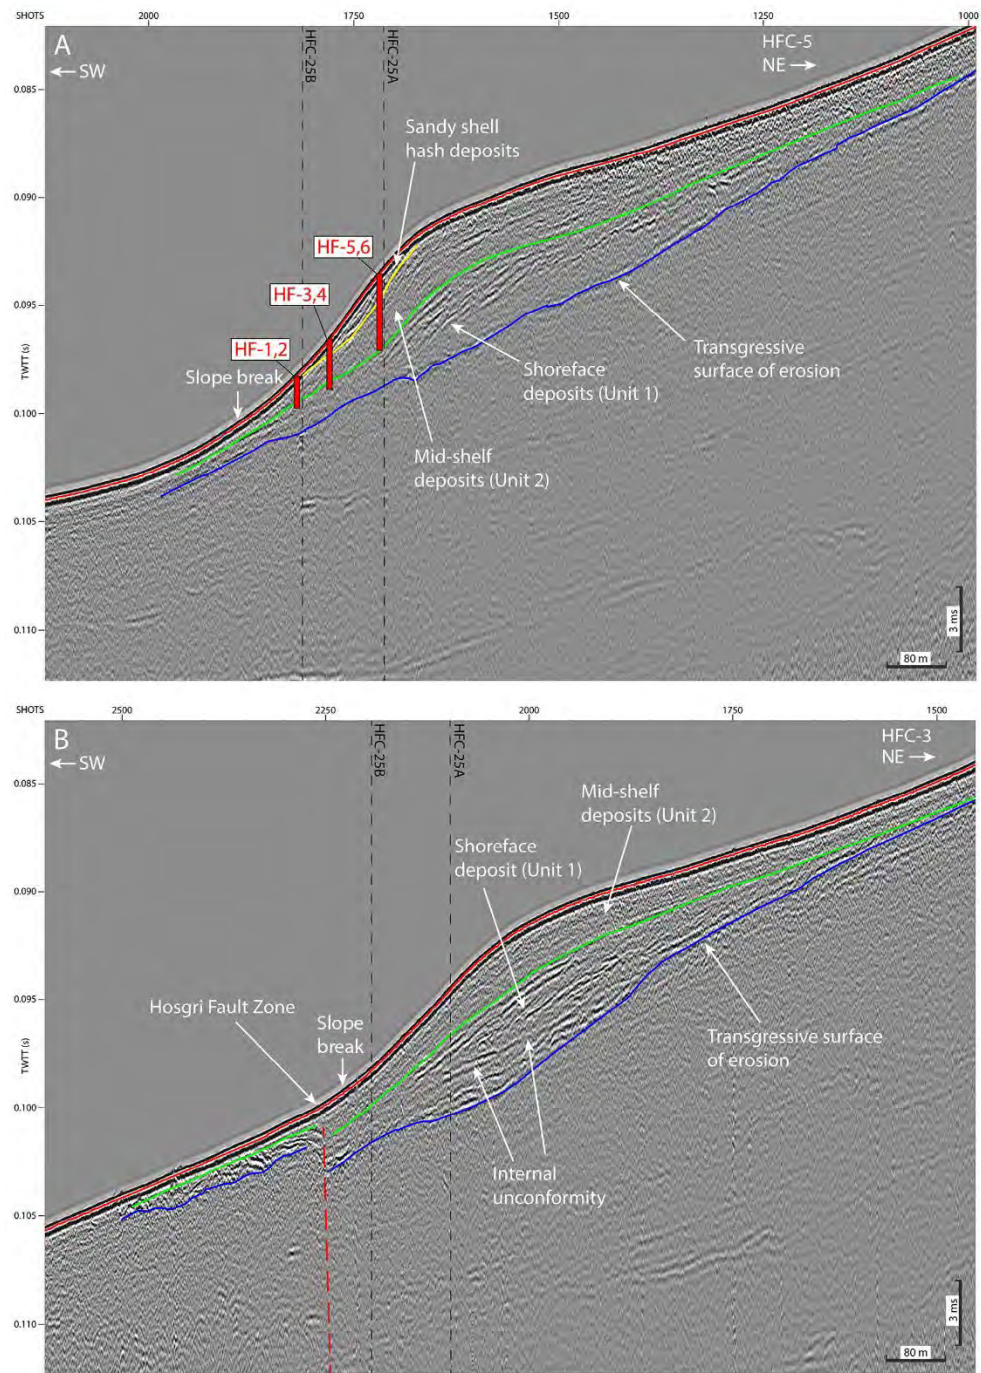 SHOTS 2000 1750 1500 1250 1000
A
← SW
HFC-25B
HFC-25A
HFC-5
NE →
0.085
Sandy shell
hash deposits
0.090
HF-5,6
HF-3,4
0.095
HF-1,2
Slope break
Transgressive
surface of erosion
Shoreface
deposits (Unit 1)
TWTT (s)
0.100
Mid-shelf
deposits (Unit 2)
0.105
0.110
3 ms
80 m
SHOTS 2500 2250 2000 1750 1500
B
← SW
HFC-25B
HFC-25A
HFC-3
NE →
0.085
Mid-shelf
deposits (Unit 2)
Shoreface
deposit (Unit 1)
0.090
0.095
Hosgri Fault Zone
Slope
break
Transgressive surface
of erosion
TWTT (s)
0.100
Internal
unconformity
0.105
0.110
3 ms
80 m